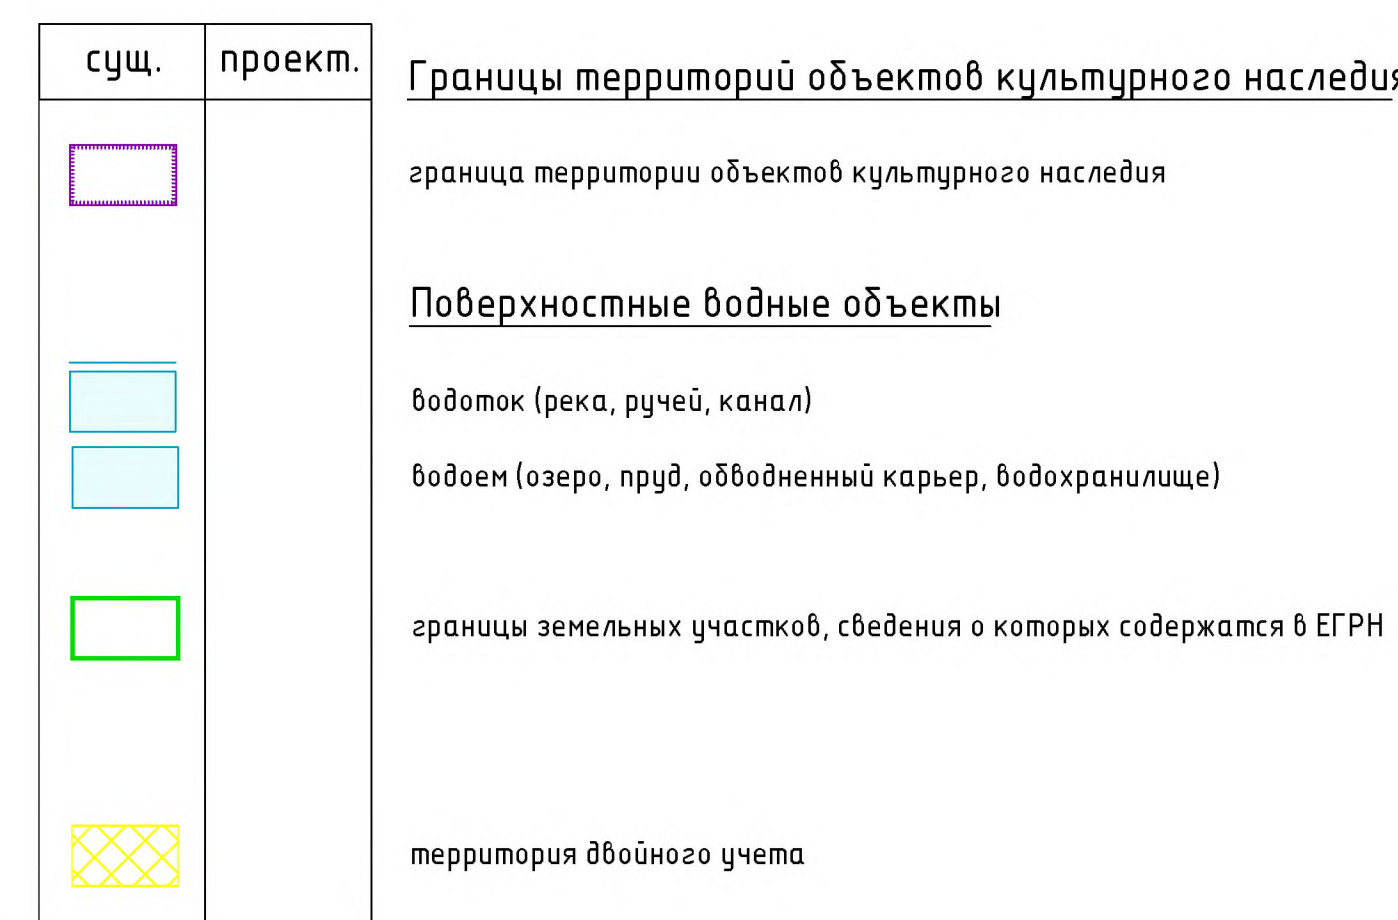 сущ. проект.
Границы территорий объектов культурного наследия
граница территории объектов культурного наследия
Поверхностные водные объекты
водоток (река, ручей, канал)
водоем (озеро, пруд, обводненный карьер, водохранилище)
границы земельных участков, сведения о которых содержатся в ЕГРН
территория двойного учета